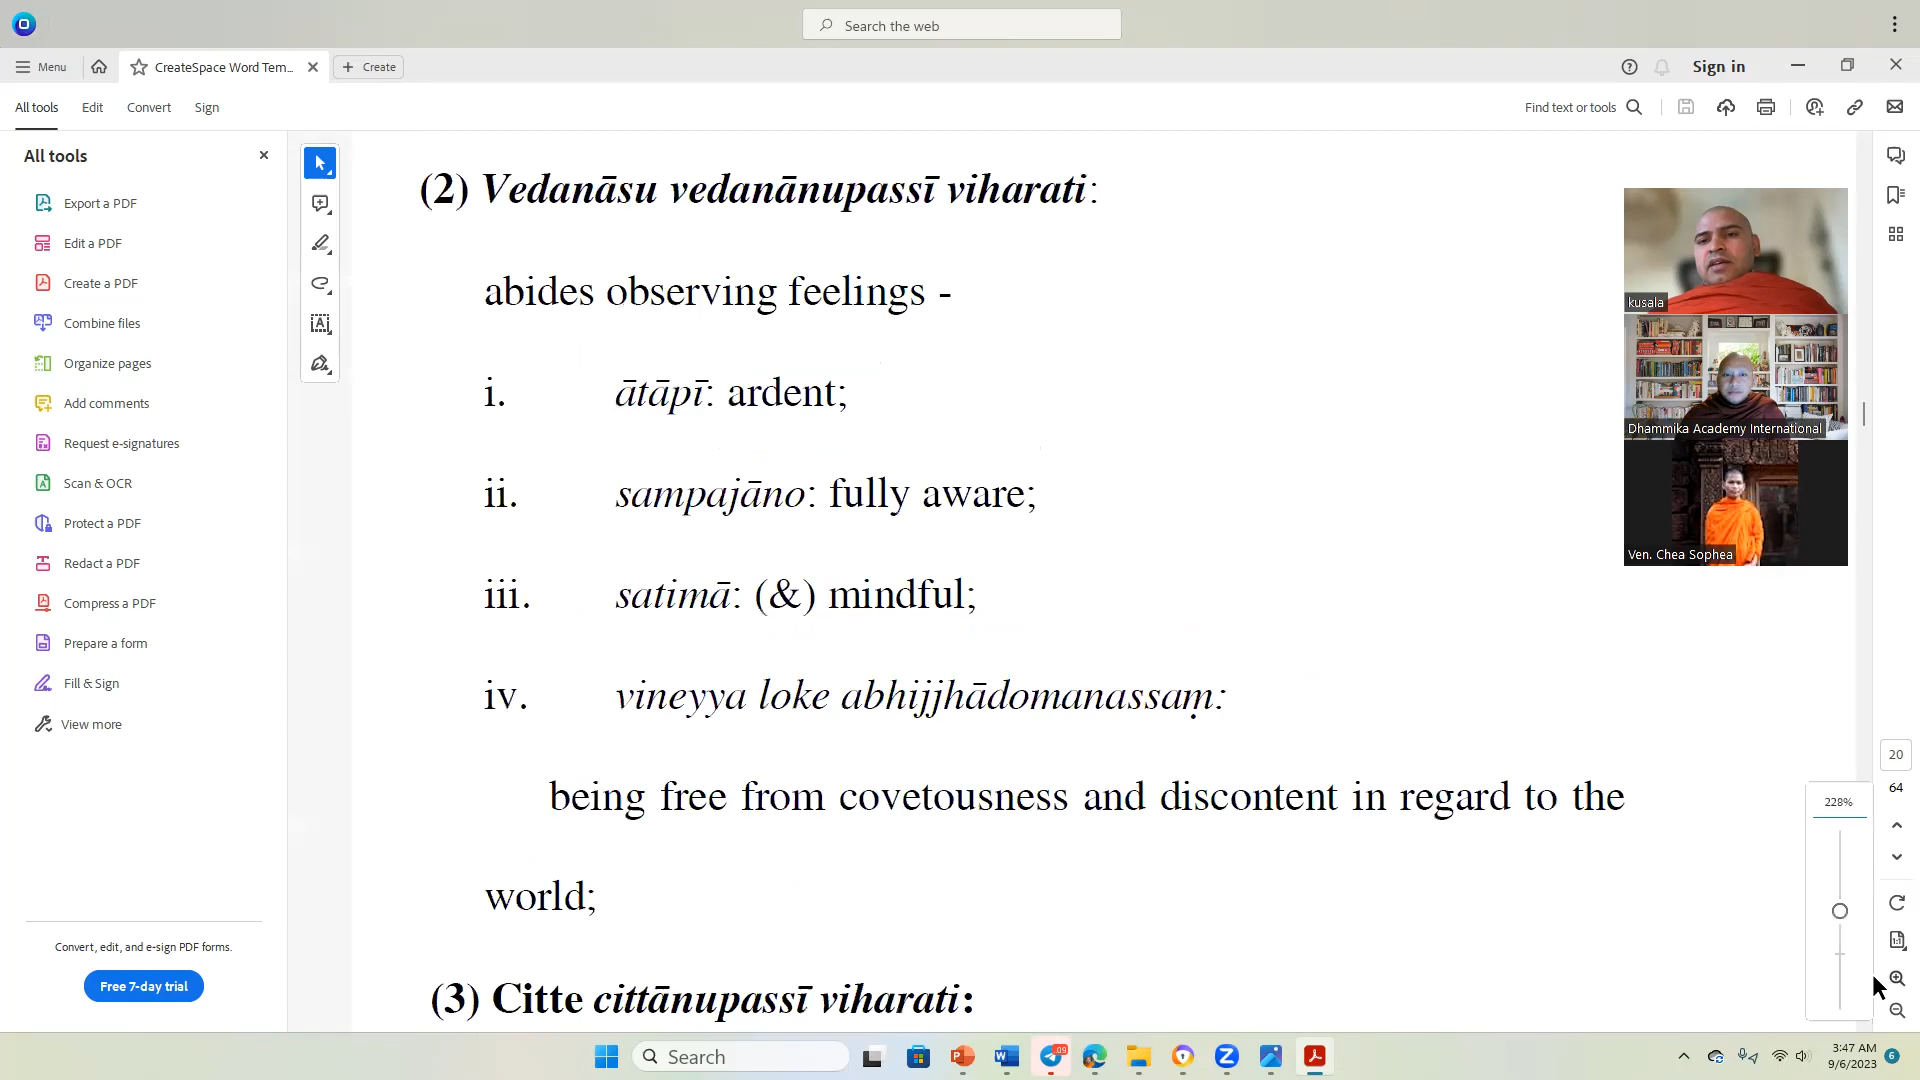 Search the web
Menu
CreateSpace Word Tem...
Create
Sign in
All tools
Edit
Convert
Sign
Find text or tools
All tools
Export a PDF
Edit a PDF
Create a PDF
Combine files
Organize pages
Add comments
Request e-signatures
Scan & OCR
Protect a PDF
Redact a PDF
Compress a PDF
Prepare a form
Fill & Sign
View more
Convert, edit, and e-sign PDF forms.
Free 7-day trial
(2) Vedanāsu vedanānupassī viharati:
abides observing feelings -
i. ātāpī: ardent;
ii. sampajāno: fully aware;
iii. satimā: (&) mindful;
iv. vineyya loke abhijjhādomanassaṃ:
being free from covetousness and discontent in regard to the
world;
(3) Citte cittānupassī viharati:
kusala
Dhammika Academy International
Ven. Chea Sophea
20
64
228%
Search
3:47 AM
9/6/2023
6